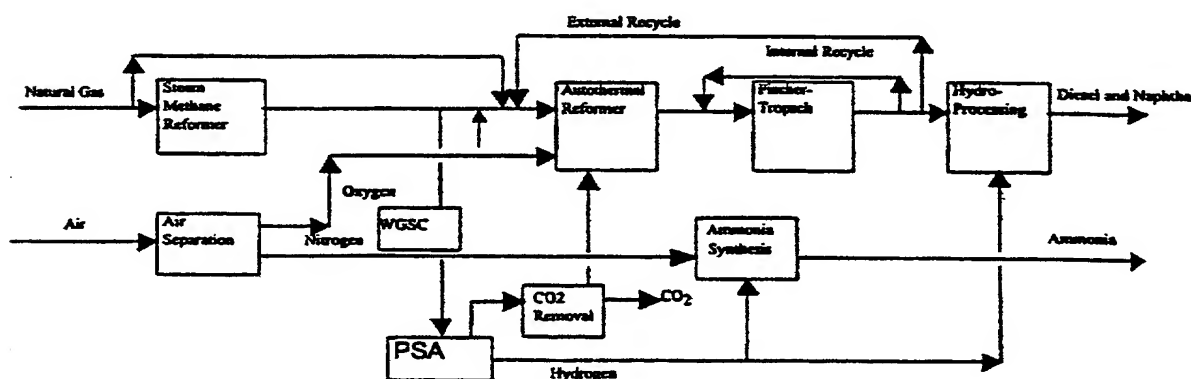 External Recycle
Internal Recycle
Natural Gas
Steam
Methane
Reformer
Autothermal
Reformer
Fischer-
Tropsch
Hydro-
Processing
Diesel and Naphtha
Oxygen
Air
Air
Separation
Nitrogen
WGSC
Ammonia
Synthesis
Ammonia
CO2
Removal
CO2
PSA
Hydrogen